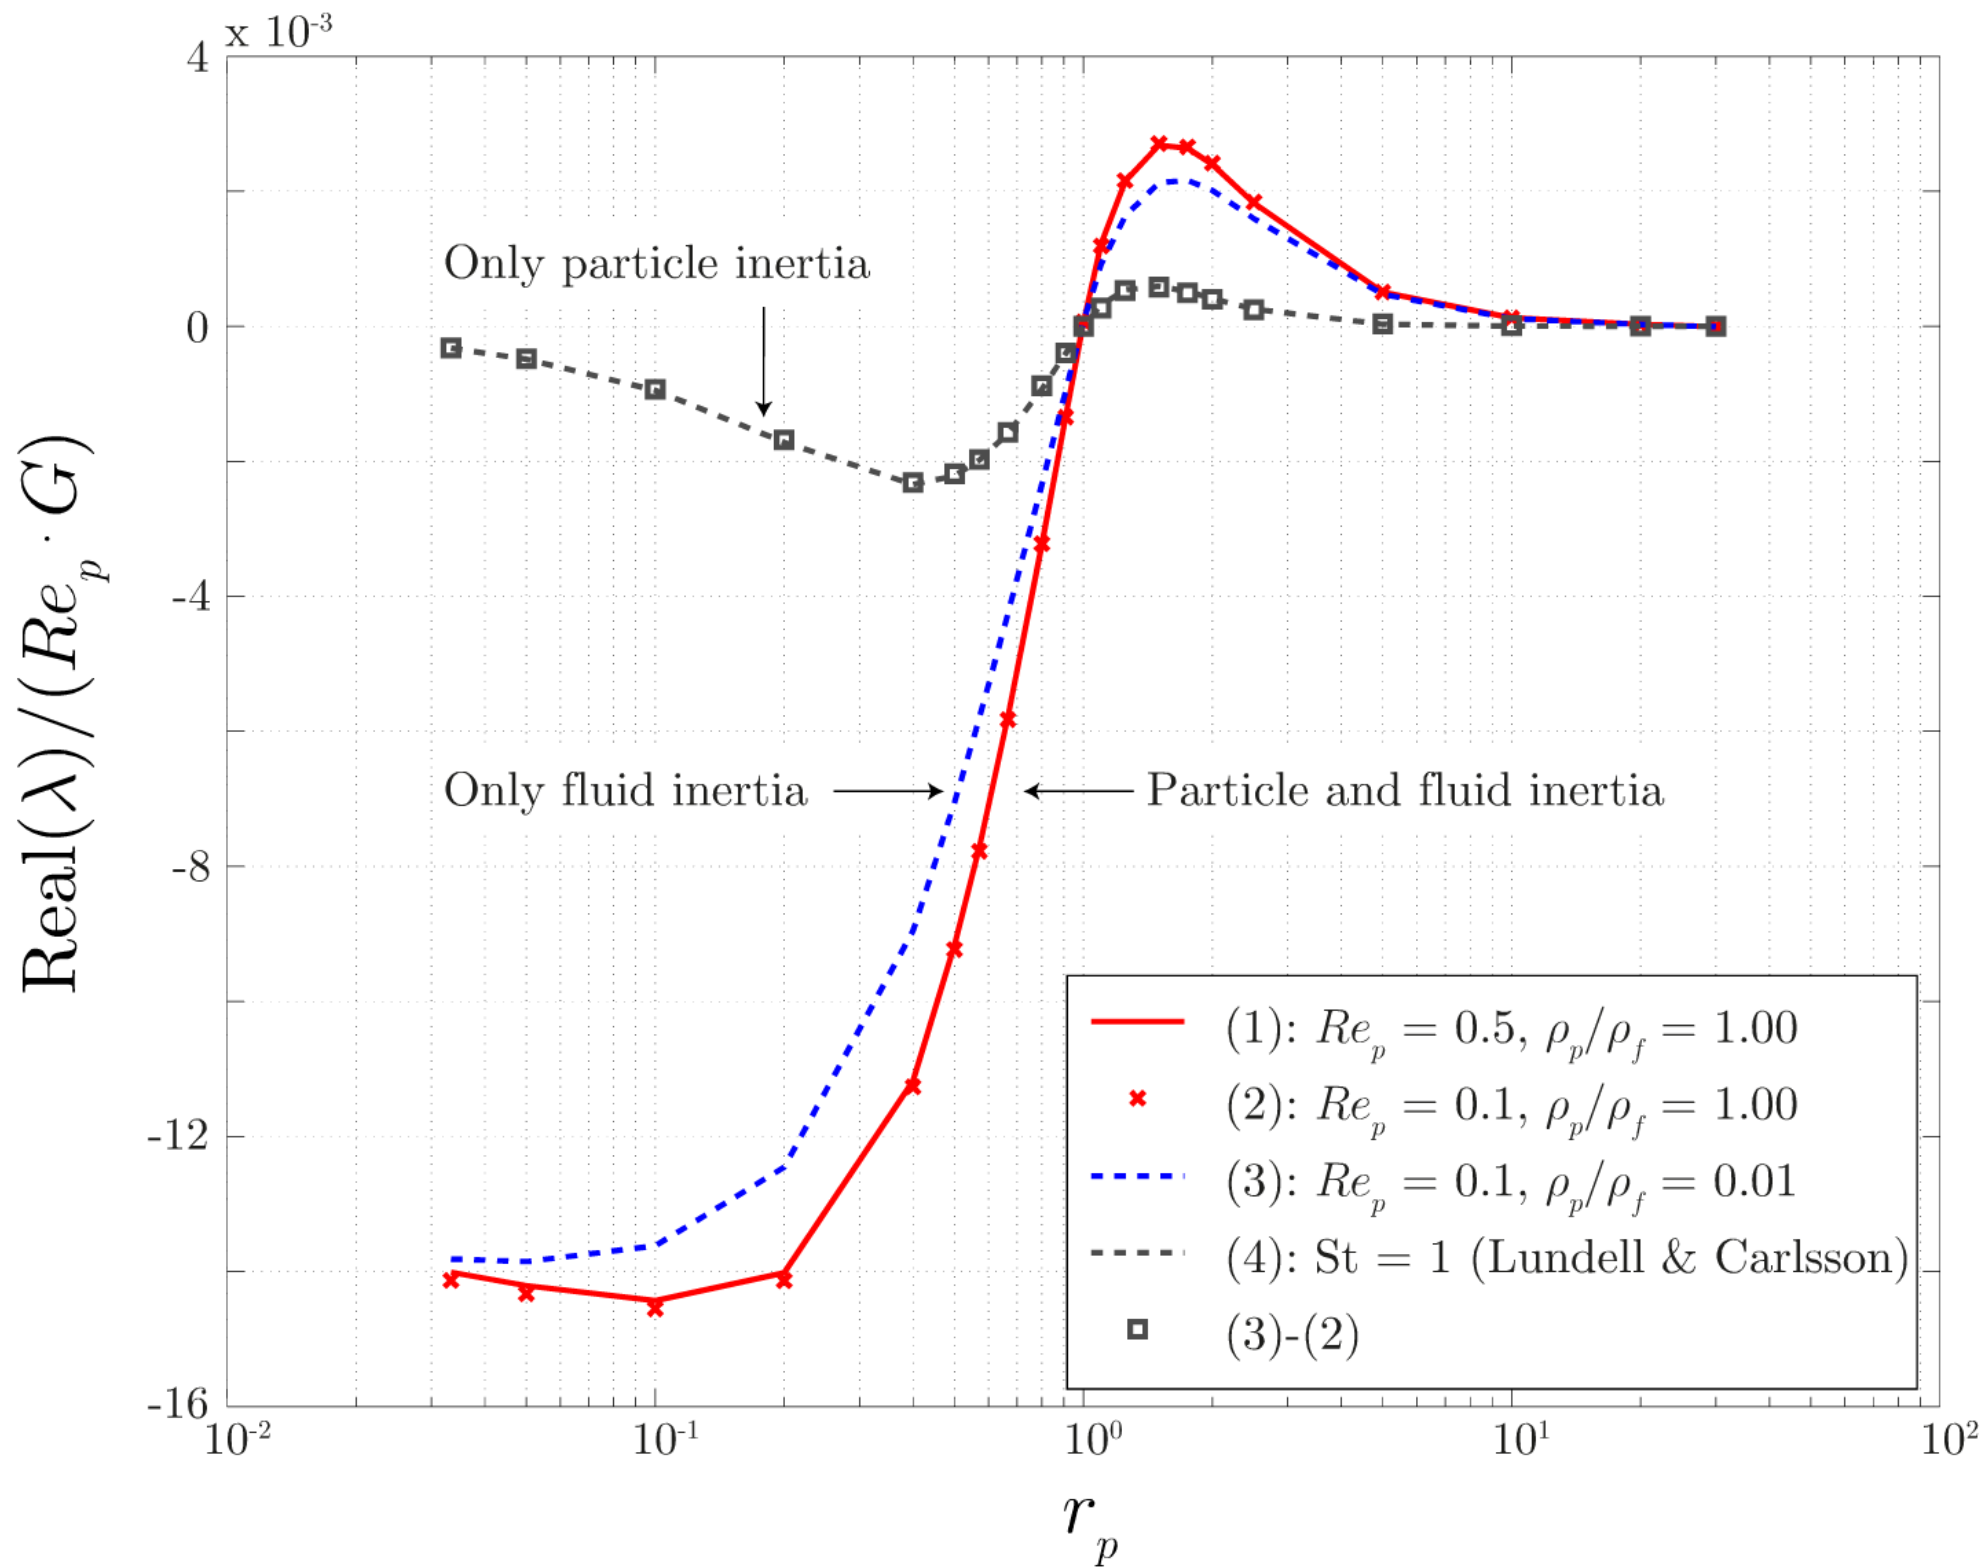 x 10-3
4
0
-4
-8
-12
-16
Real(λ)/(Rep · G)
Only particle inertia
Only fluid inertia
Particle and fluid inertia
(1): Rep = 0.5, ρp/ρf = 1.00
(2): Rep = 0.1, ρp/ρf = 1.00
(3): Rep = 0.1, ρp/ρf = 0.01
(4): St = 1 (Lundell & Carlsson)
(3)-(2)
10-2 10-1 100 101 102
rp